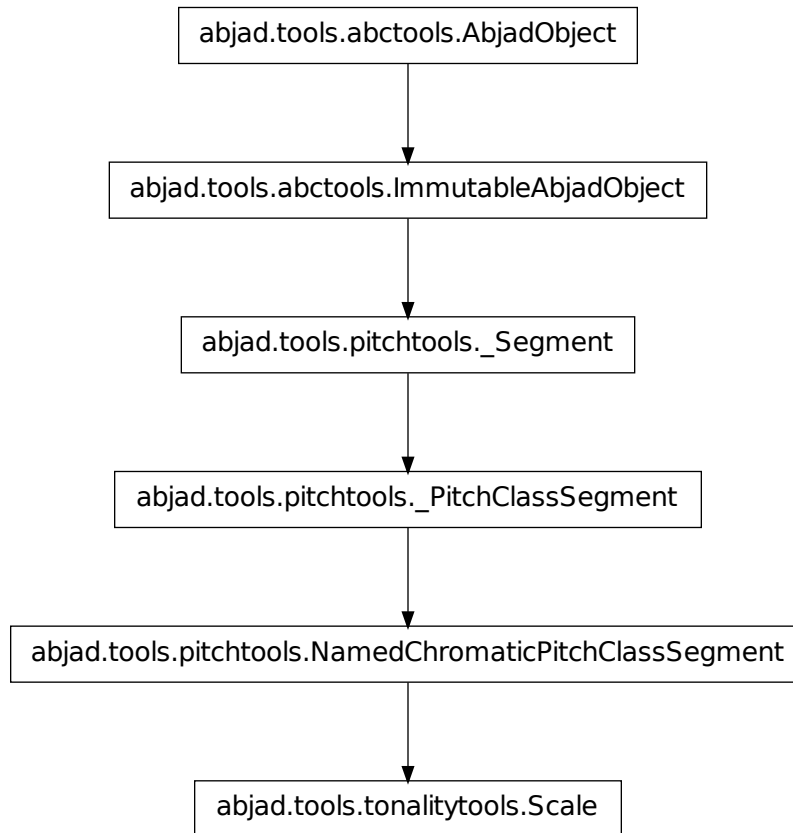 abjad.tools.abctools.AbjadObject
abjad.tools.abctools.ImmutableAbjadObject
abjad.tools.pitchtools._Segment
abjad.tools.pitchtools._PitchClassSegment
abjad.tools.pitchtools.NamedChromaticPitchClassSegment
abjad.tools.tonalitytools.Scale